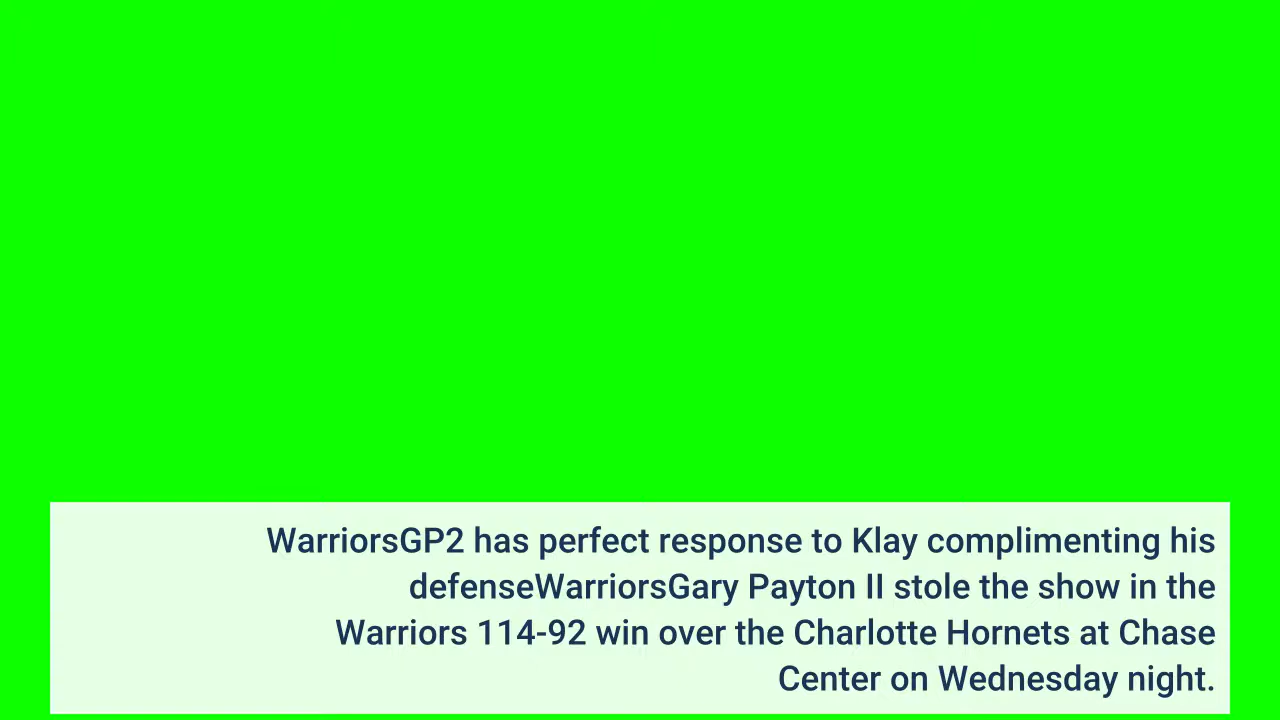 WarriorsGP2 has perfect response to Klay complimenting his
defenseWarriorsGary Payton II stole the show in the
Warriors 114-92 win over the Charlotte Hornets at Chase
Center on Wednesday night.